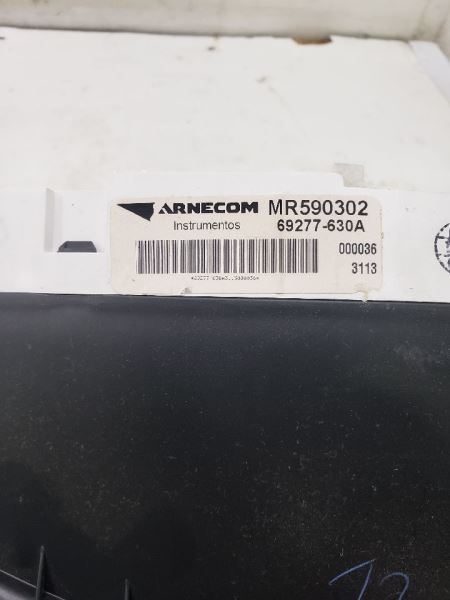 ARNECOM MR590302
Instrumentos 69277-630A
000036
3113